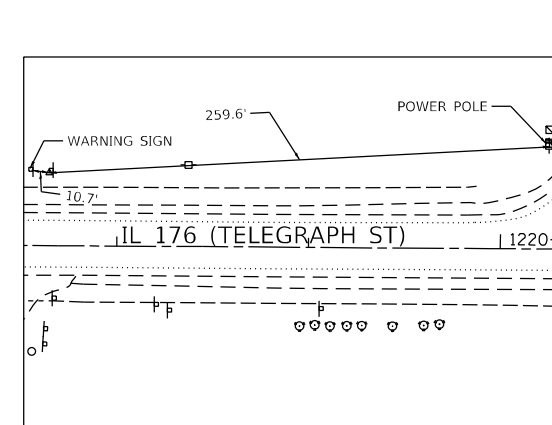 POWER POLE
259.6'
WARNING SIGN
10.7'
IL 176 (TELEGRAPH ST)
1220